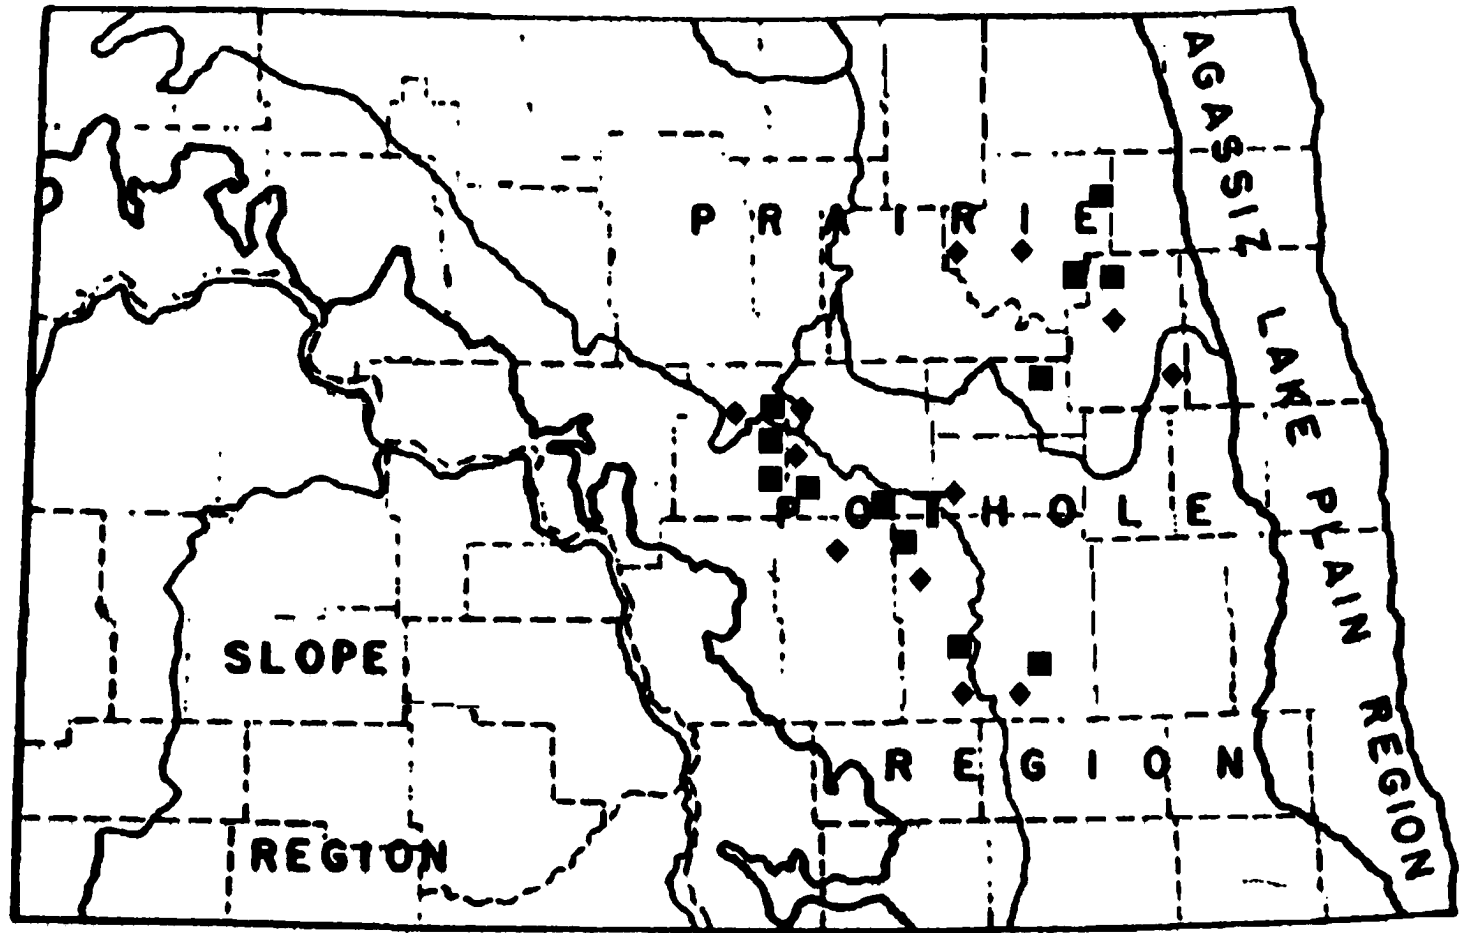 AGASSIZ LAKE PLAIN REGION
PRAIRIE
POTHOLE
REGION
SLOPE
REGION